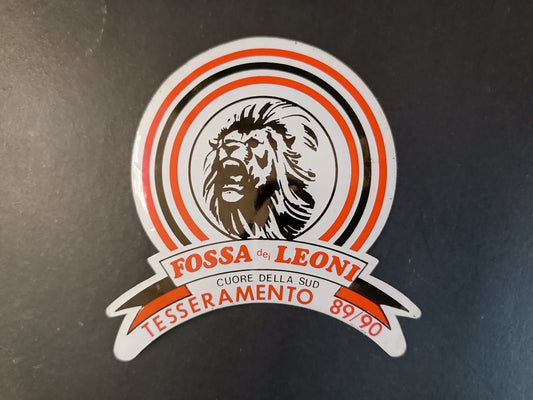 FOSSA dei LEONI
CUORE DELLA SUD
TESSERAMENTO 89/90